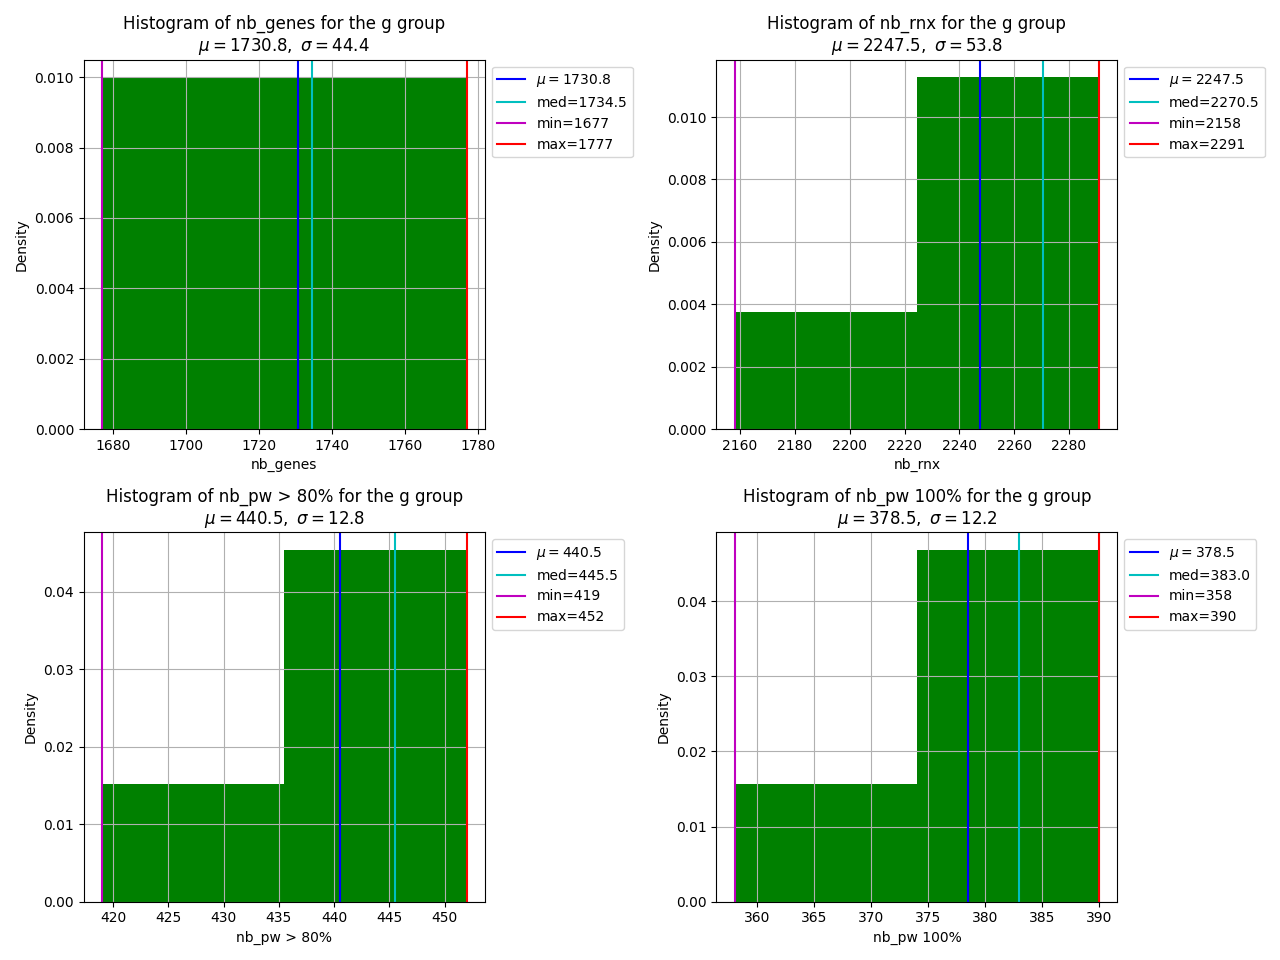 Histogram of nb_genes for the g group
μ = 1730.8, σ = 44.4
0.010
0.008
0.006
0.004
0.002
0.000
Density
1680 1700 1720 1740 1760 1780
nb_genes
μ = 1730.8
med=1734.5
min=1677
max=1777
Histogram of nb_rnx for the g group
μ = 2247.5, σ = 53.8
0.010
0.008
0.006
0.004
0.002
0.000
Density
2160 2180 2200 2220 2240 2260 2280
nb_rnx
μ = 2247.5
med=2270.5
min=2158
max=2291
Histogram of nb_pw > 80% for the g group
μ = 440.5, σ = 12.8
0.04
0.03
0.02
0.01
0.00
Density
420 425 430 435 440 445 450
nb_pw > 80%
μ = 440.5
med=445.5
min=419
max=452
Histogram of nb_pw 100% for the g group
μ = 378.5, σ = 12.2
0.04
0.03
0.02
0.01
0.00
Density
360 365 370 375 380 385 390
nb_pw 100%
μ = 378.5
med=383.0
min=358
max=390